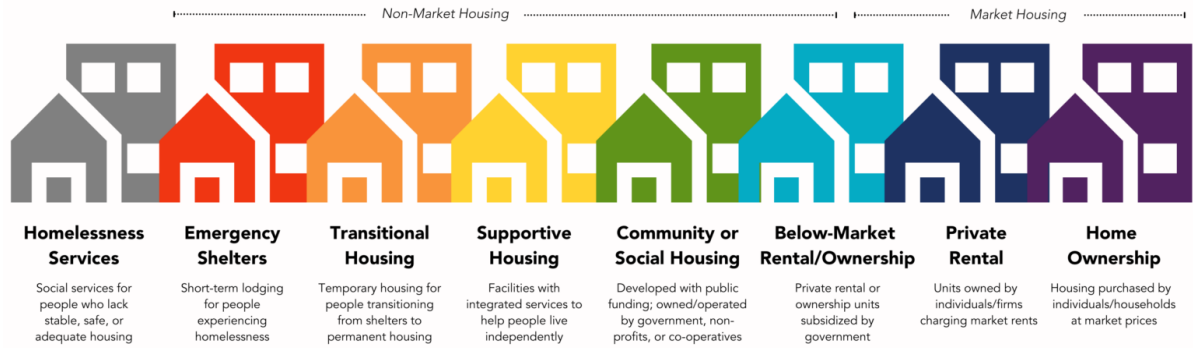 Non-Market Housing
Market Housing
Homelessness
Services
Social services for
people who lack
stable, safe, or
adequate housing
Emergency
Shelters
Short-term lodging
for people
experiencing
homelessness
Transitional
Housing
Temporary housing for
people transitioning
from shelters to
permanent housing
Supportive
Housing
Facilities with
integrated services to
help people live
independently
Community or
Social Housing
Developed with public
funding; owned/operated
by government, non-
profits, or co-operatives
Below-Market
Rental/Ownership
Private rental or
ownership units
subsidized by
government
Private
Rental
Units owned by
individuals/firms
charging market rents
Home
Ownership
Housing purchased by
individuals/households
at market prices